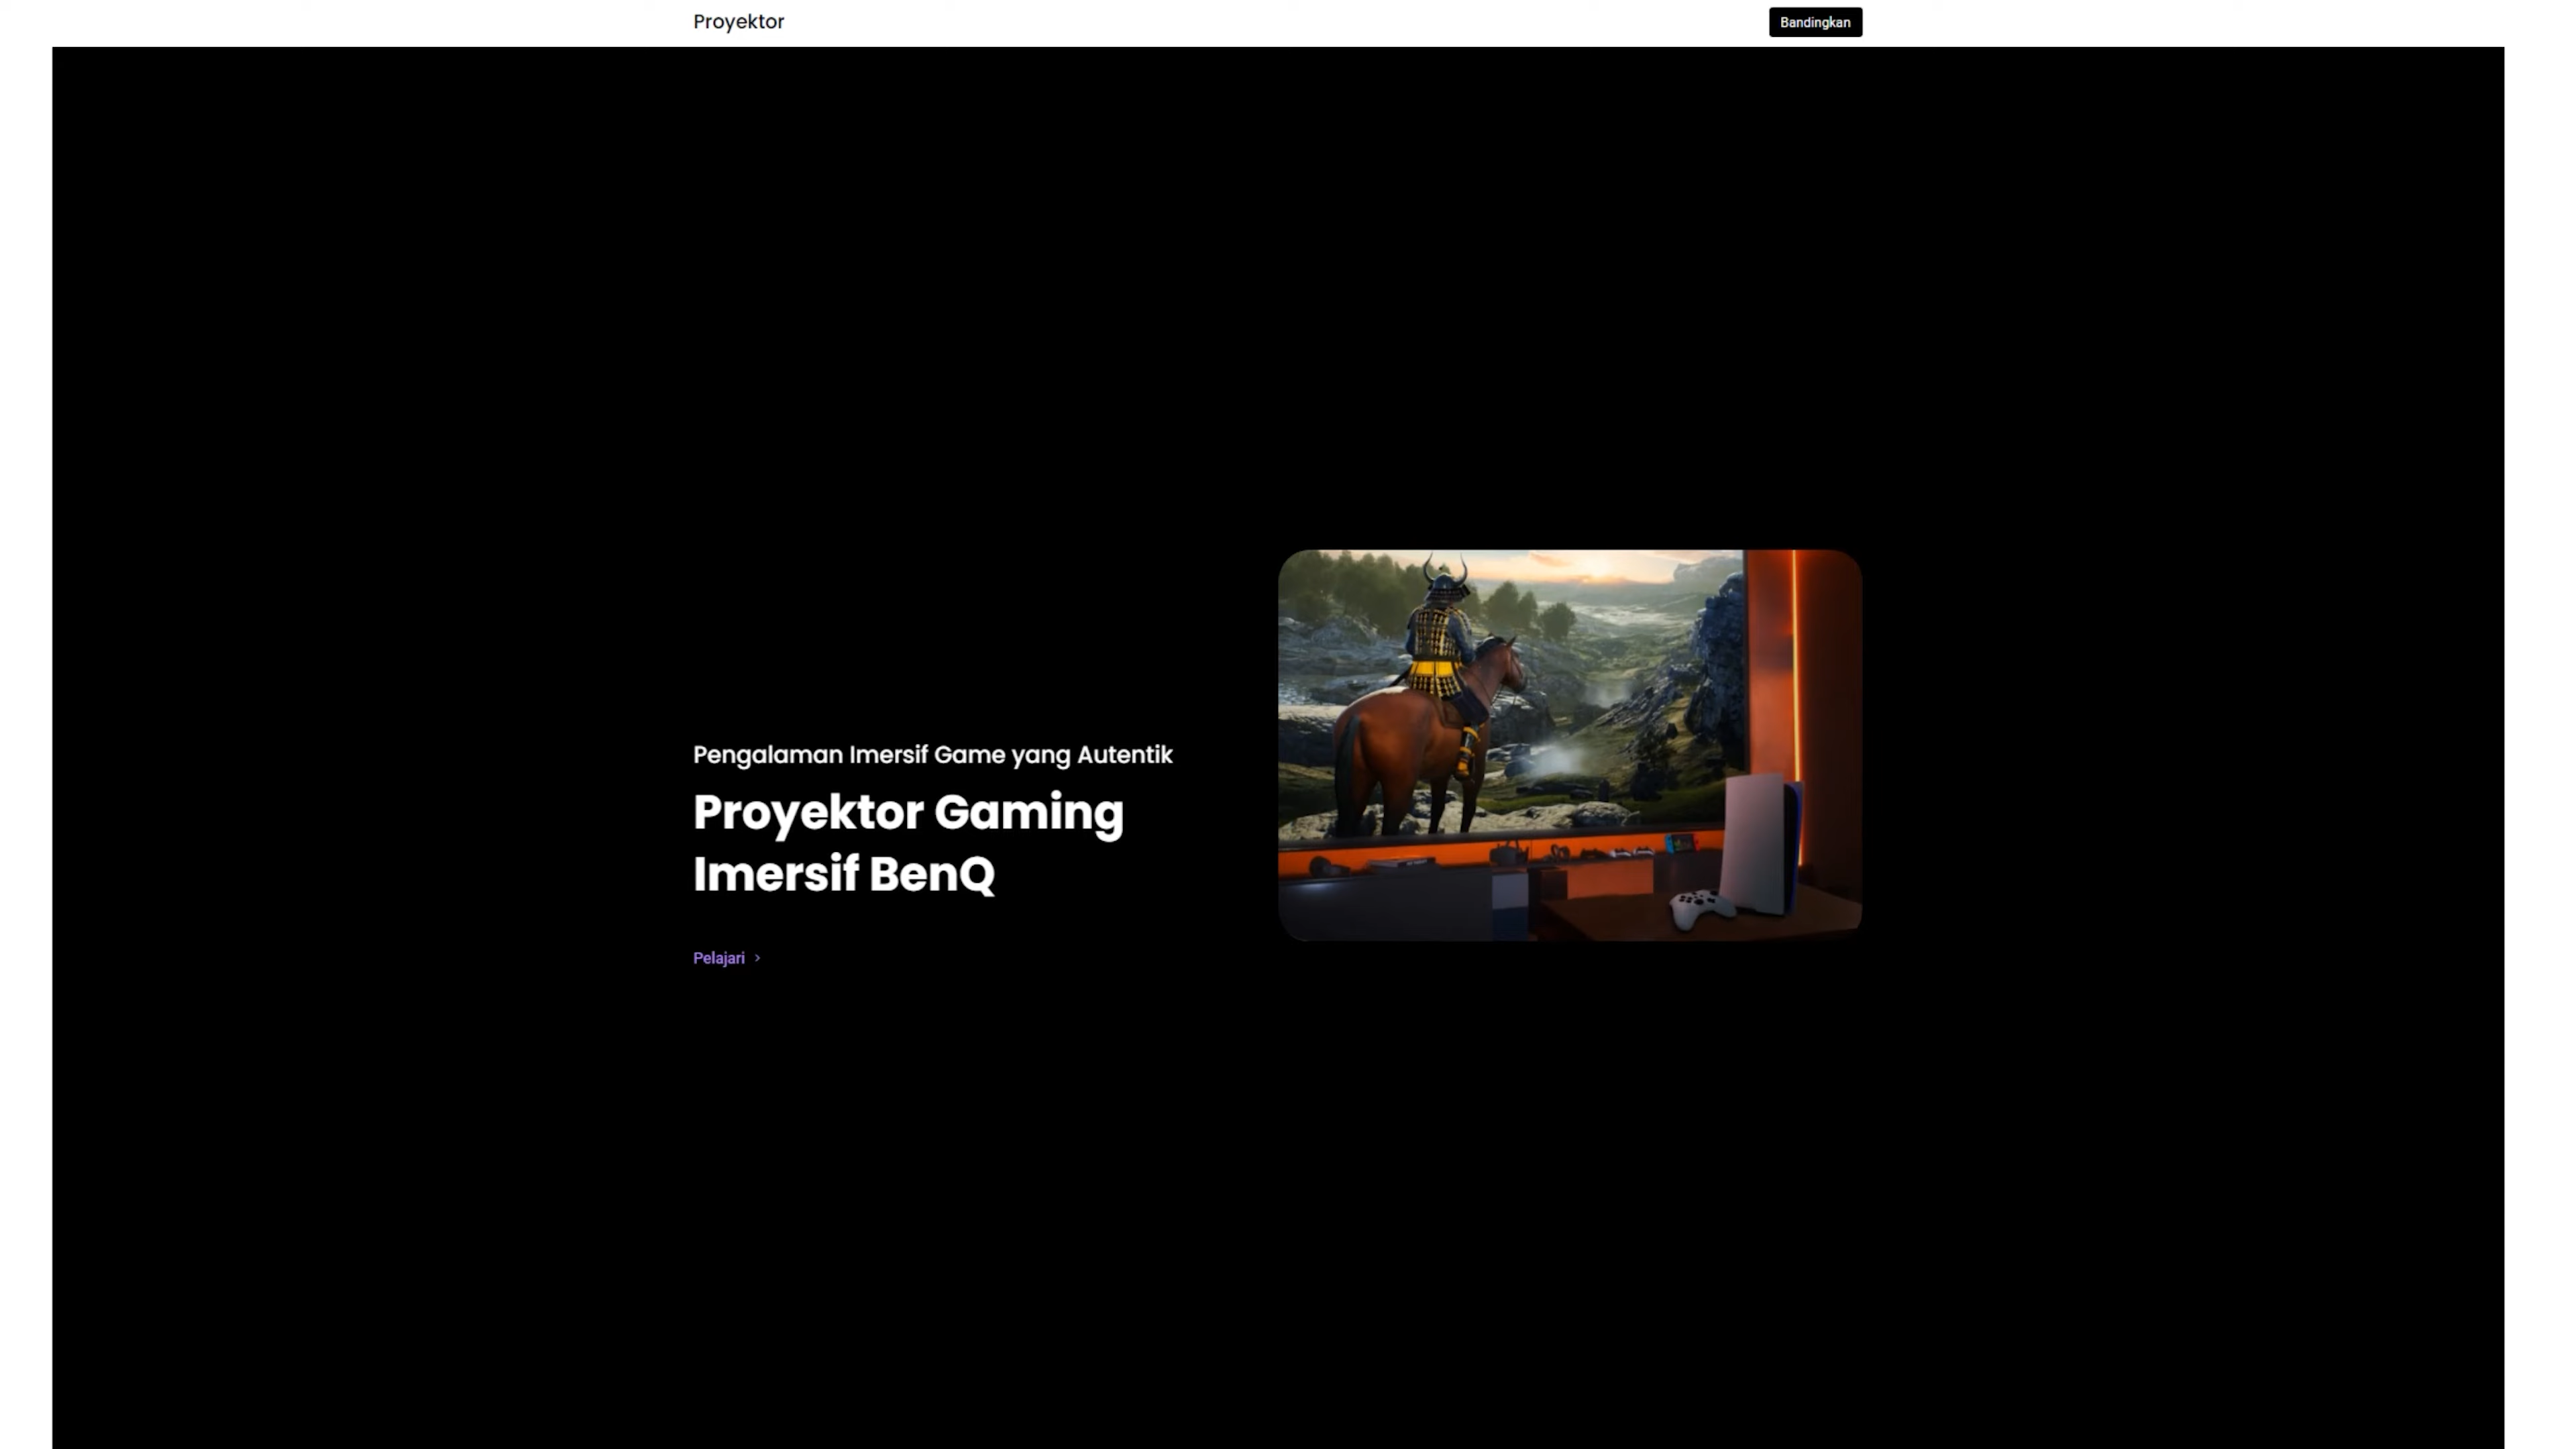 Proyektor
Bandingkan
Pengalaman Imersif Game yang Autentik
Proyektor Gaming
Imersif BenQ
Pelajari